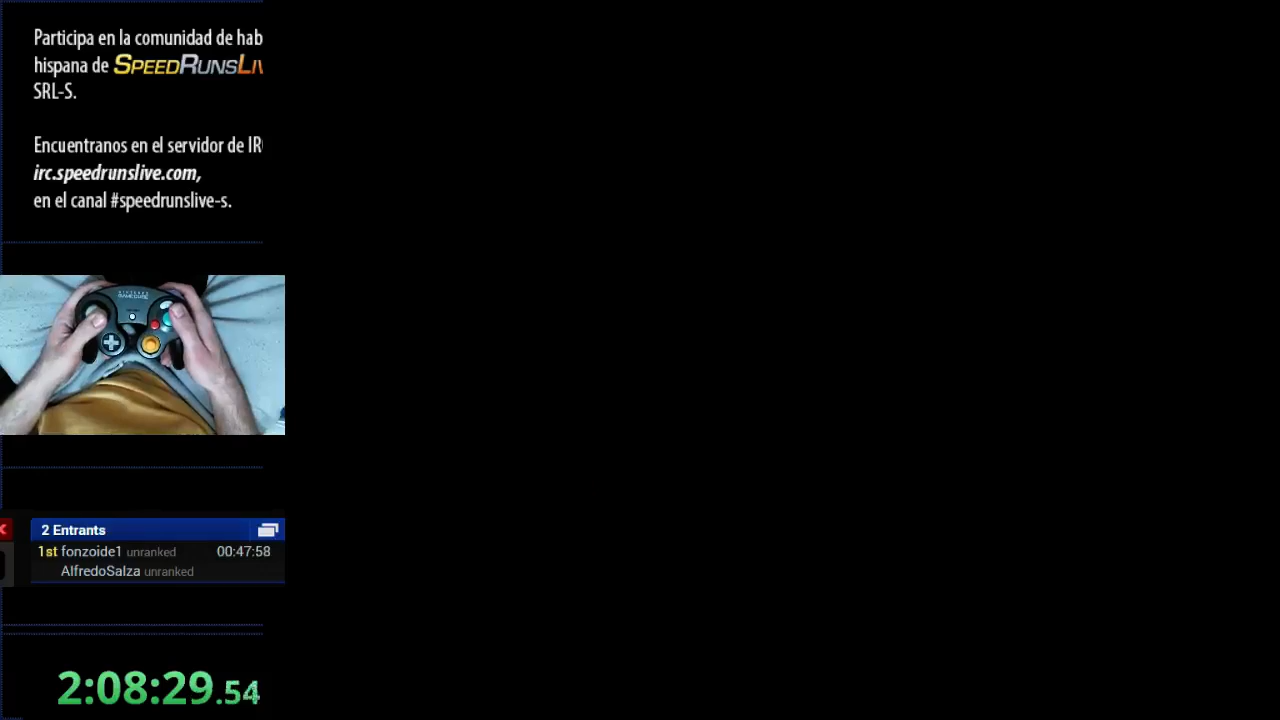 Participa en la comunidad de hab
hispana de SPEEDRUNSLIV
SRL-S.
Encuentranos en el servidor de IR
irc.speedrunslive.com,
en el canal #speedrunslive-s.
2 Entrants
1st fonzoide1 unranked 00:47:58
AlfredoSalza unranked
2:08:29.54